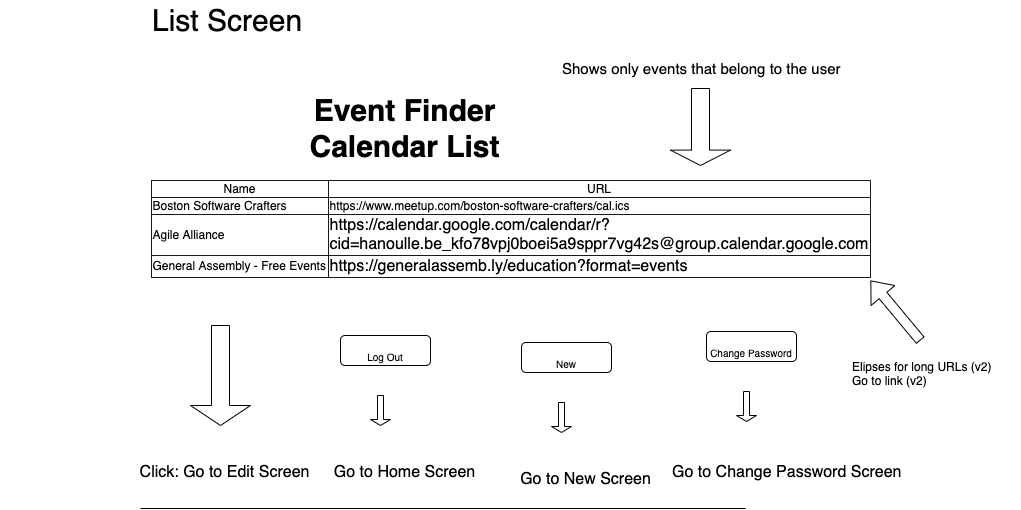 List Screen
Shows only events that belong to the user
Event Finder
Calendar List
Name URL
Boston Software Crafters https://www.meetup.com/boston-software-crafters/cal.ics
Agile Alliance https://calendar.google.com/calendar/r?
cid=hanoulle.be_kfo78vpj0boei5a9sppr7vg42s@group.calendar.google.com
General Assembly - Free Events https://generalassemb.ly/education?format=events
Log Out
New
Change Password
Elipses for long URLs (v2)
Go to link (v2)
Click: Go to Edit Screen
Go to Home Screen
Go to New Screen
Go to Change Password Screen